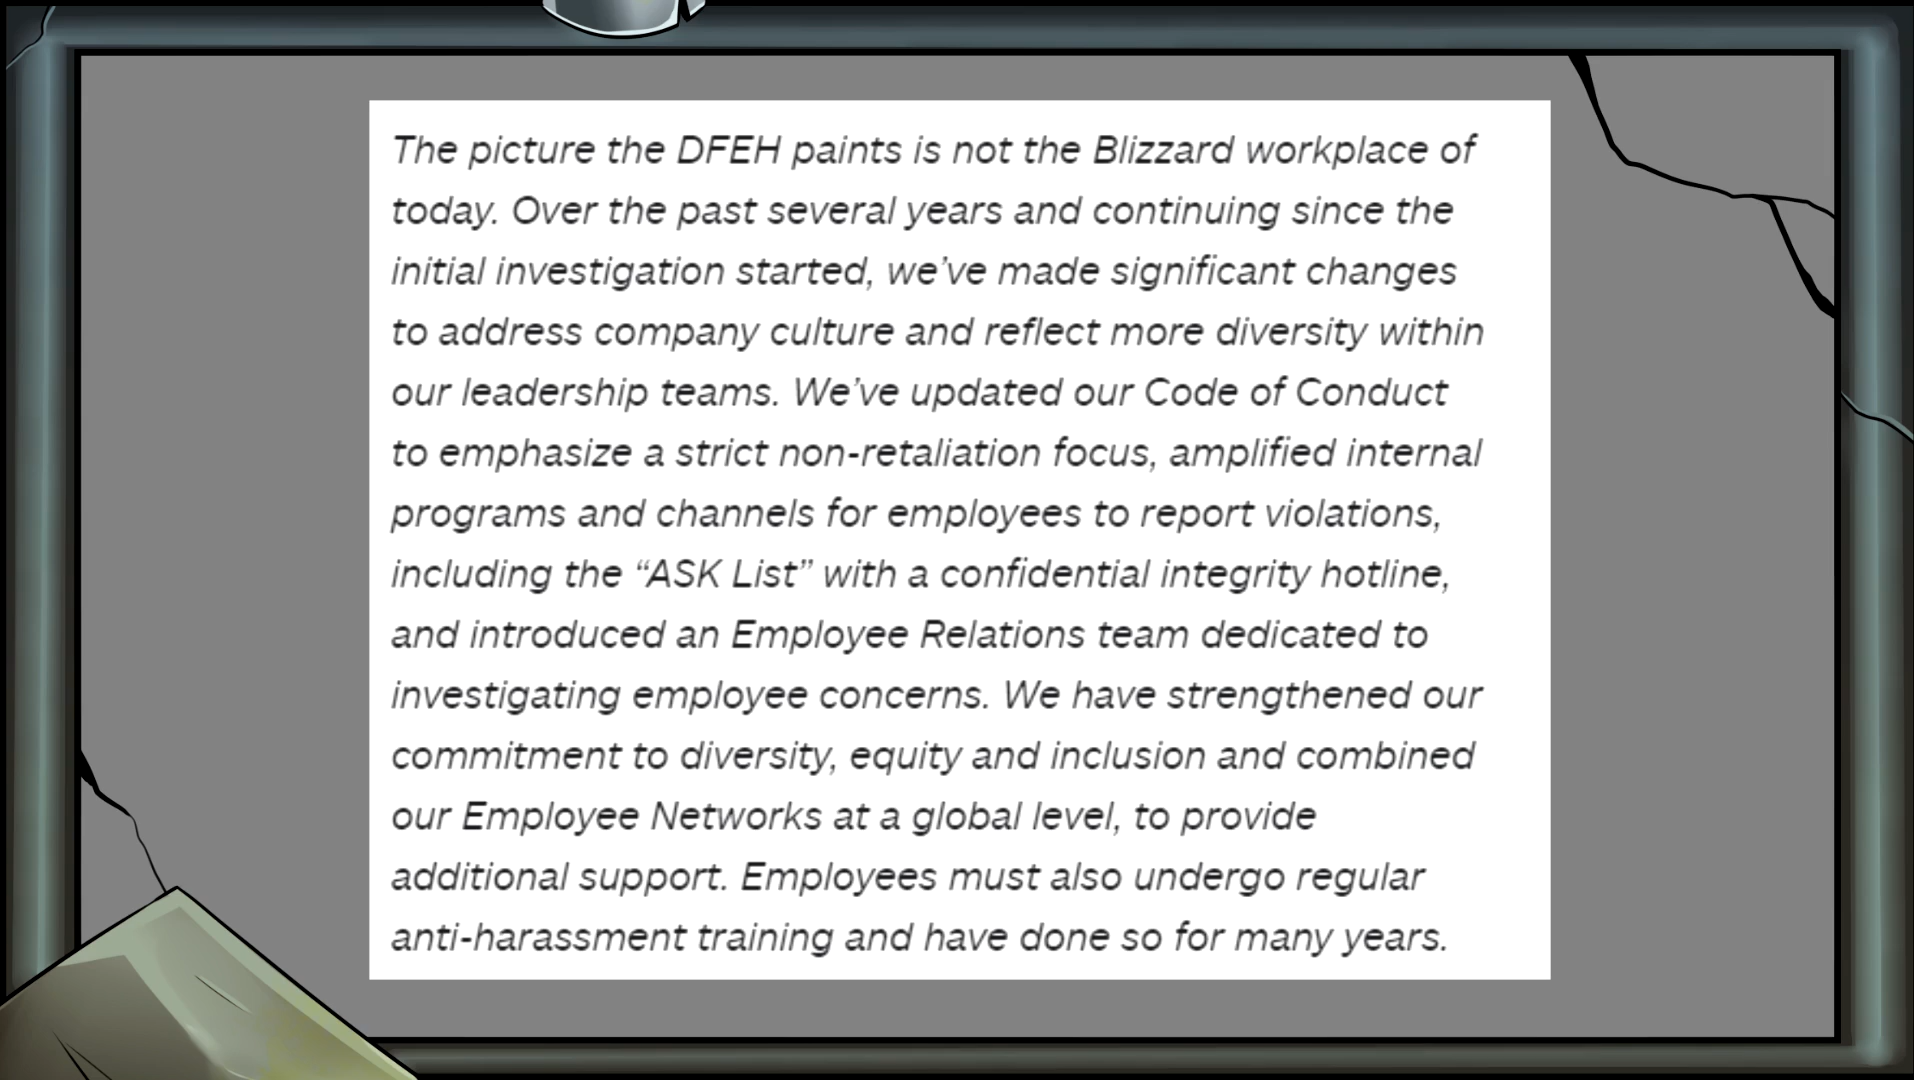 The picture the DFEH paints is not the Blizzard workplace of
today. Over the past several years and continuing since the
initial investigation started, we’ve made significant changes
to address company culture and reflect more diversity within
our leadership teams. We’ve updated our Code of Conduct
to emphasize a strict non-retaliation focus, amplified internal
programs and channels for employees to report violations,
including the “ASK List” with a confidential integrity hotline,
and introduced an Employee Relations team dedicated to
investigating employee concerns. We have strengthened our
commitment to diversity, equity and inclusion and combined
our Employee Networks at a global level, to provide
additional support. Employees must also undergo regular
anti-harassment training and have done so for many years.